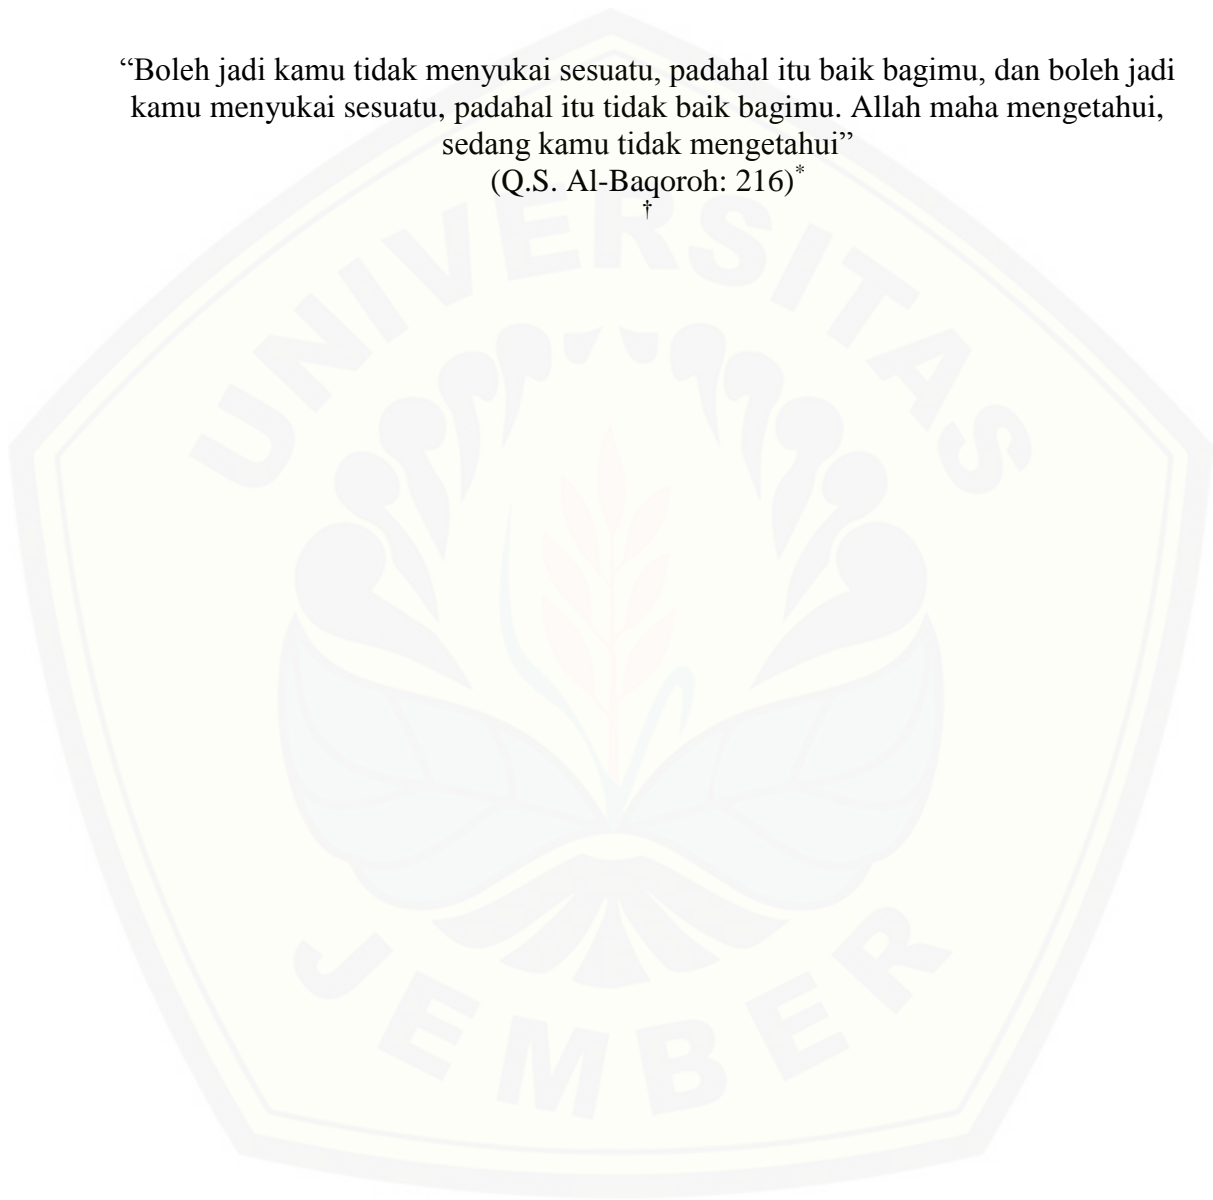 “Boleh jadi kamu tidak menyukai sesuatu, padahal itu baik bagimu, dan boleh jadi
kamu menyukai sesuatu, padahal itu tidak baik bagimu. Allah maha mengetahui,
sedang kamu tidak mengetahui”
(Q.S. Al-Baqoroh: 216)*
†
UNIVERSITAS
JEMBER